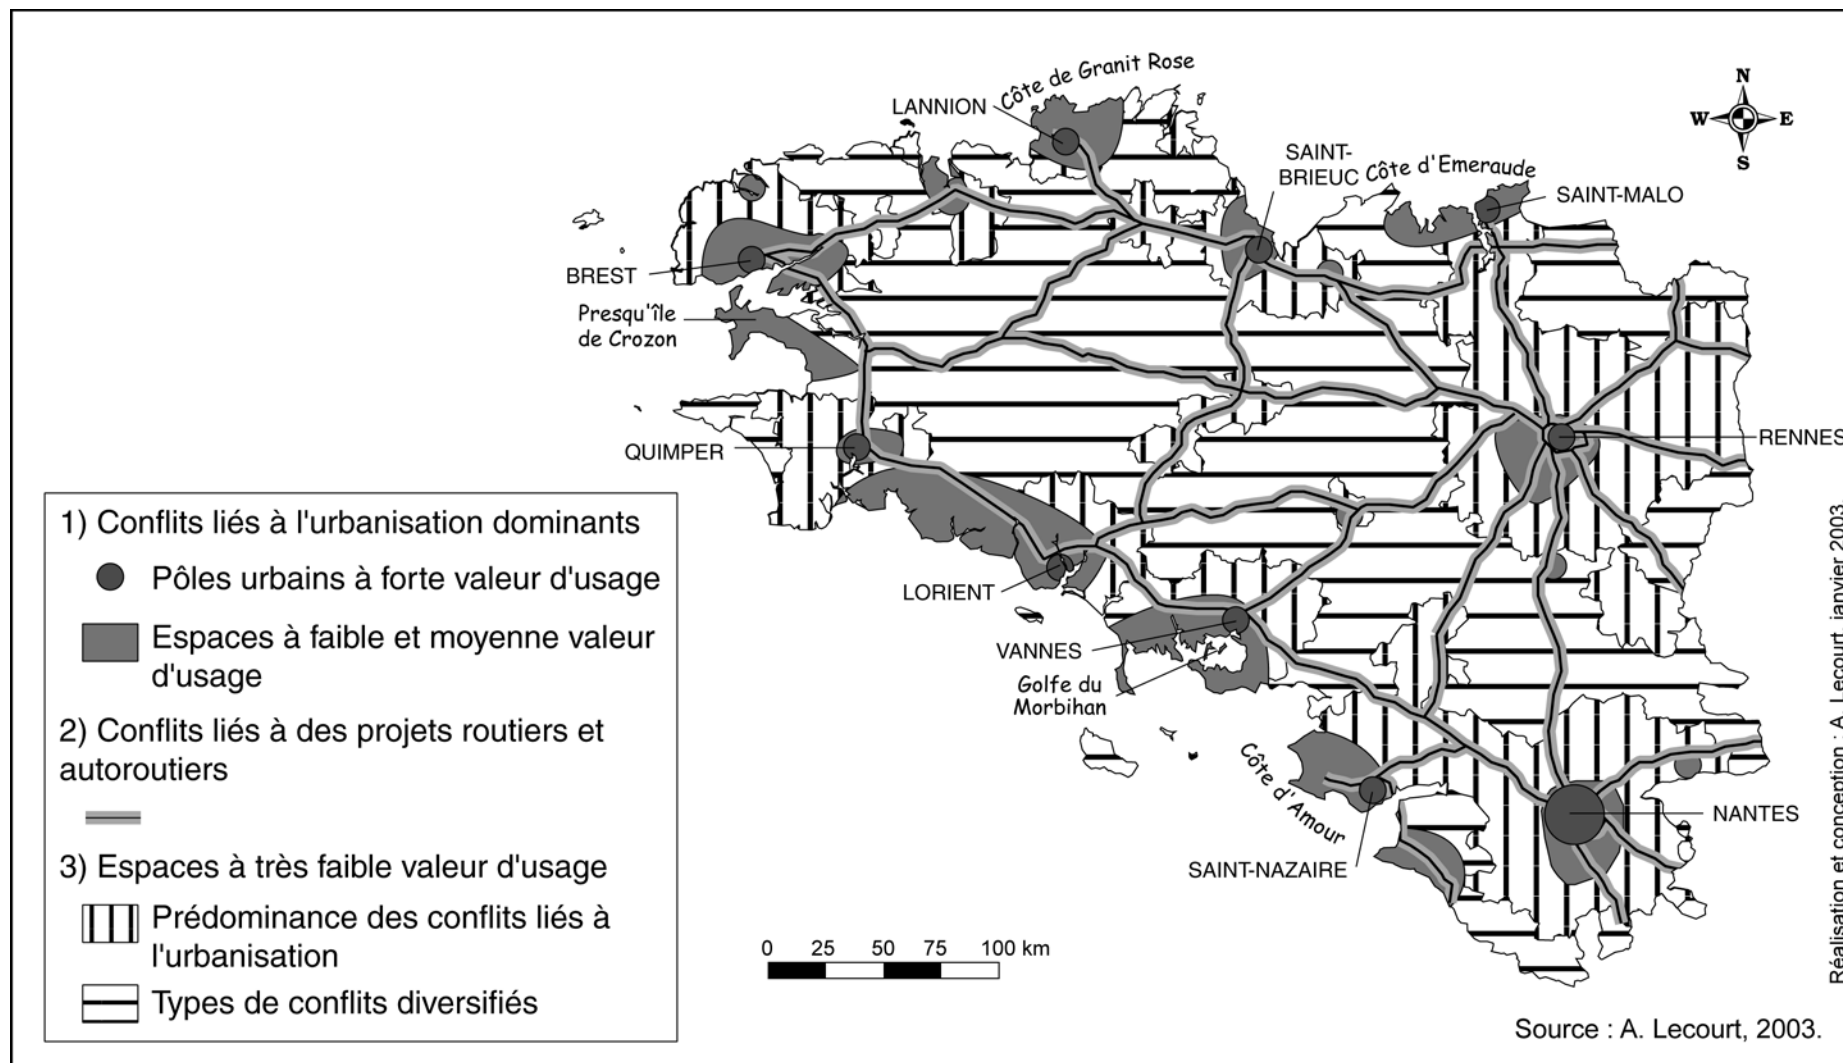 Côte de Granit Rose
LANNION
N
W
E
S
SAINT-
BRIEUC
Côte d'Emeraude
SAINT-MALO
BREST
Presqu'île
de Crozon
QUIMPER
RENNES
LORIENT
VANNES
Golfe du
Morbihan
Côte d'Amour
NANTES
SAINT-NAZAIRE
1) Conflits liés à l'urbanisation dominants
Pôles urbains à forte valeur d'usage
Espaces à faible et moyenne valeur
d'usage
2) Conflits liés à des projets routiers et
autoroutiers
3) Espaces à très faible valeur d'usage
Prédominance des conflits liés à
l'urbanisation
Types de conflits diversifiés
0 25 50 75 100 km
Réalisation et conception : A. Lecourt, janvier 2003.
Source : A. Lecourt, 2003.